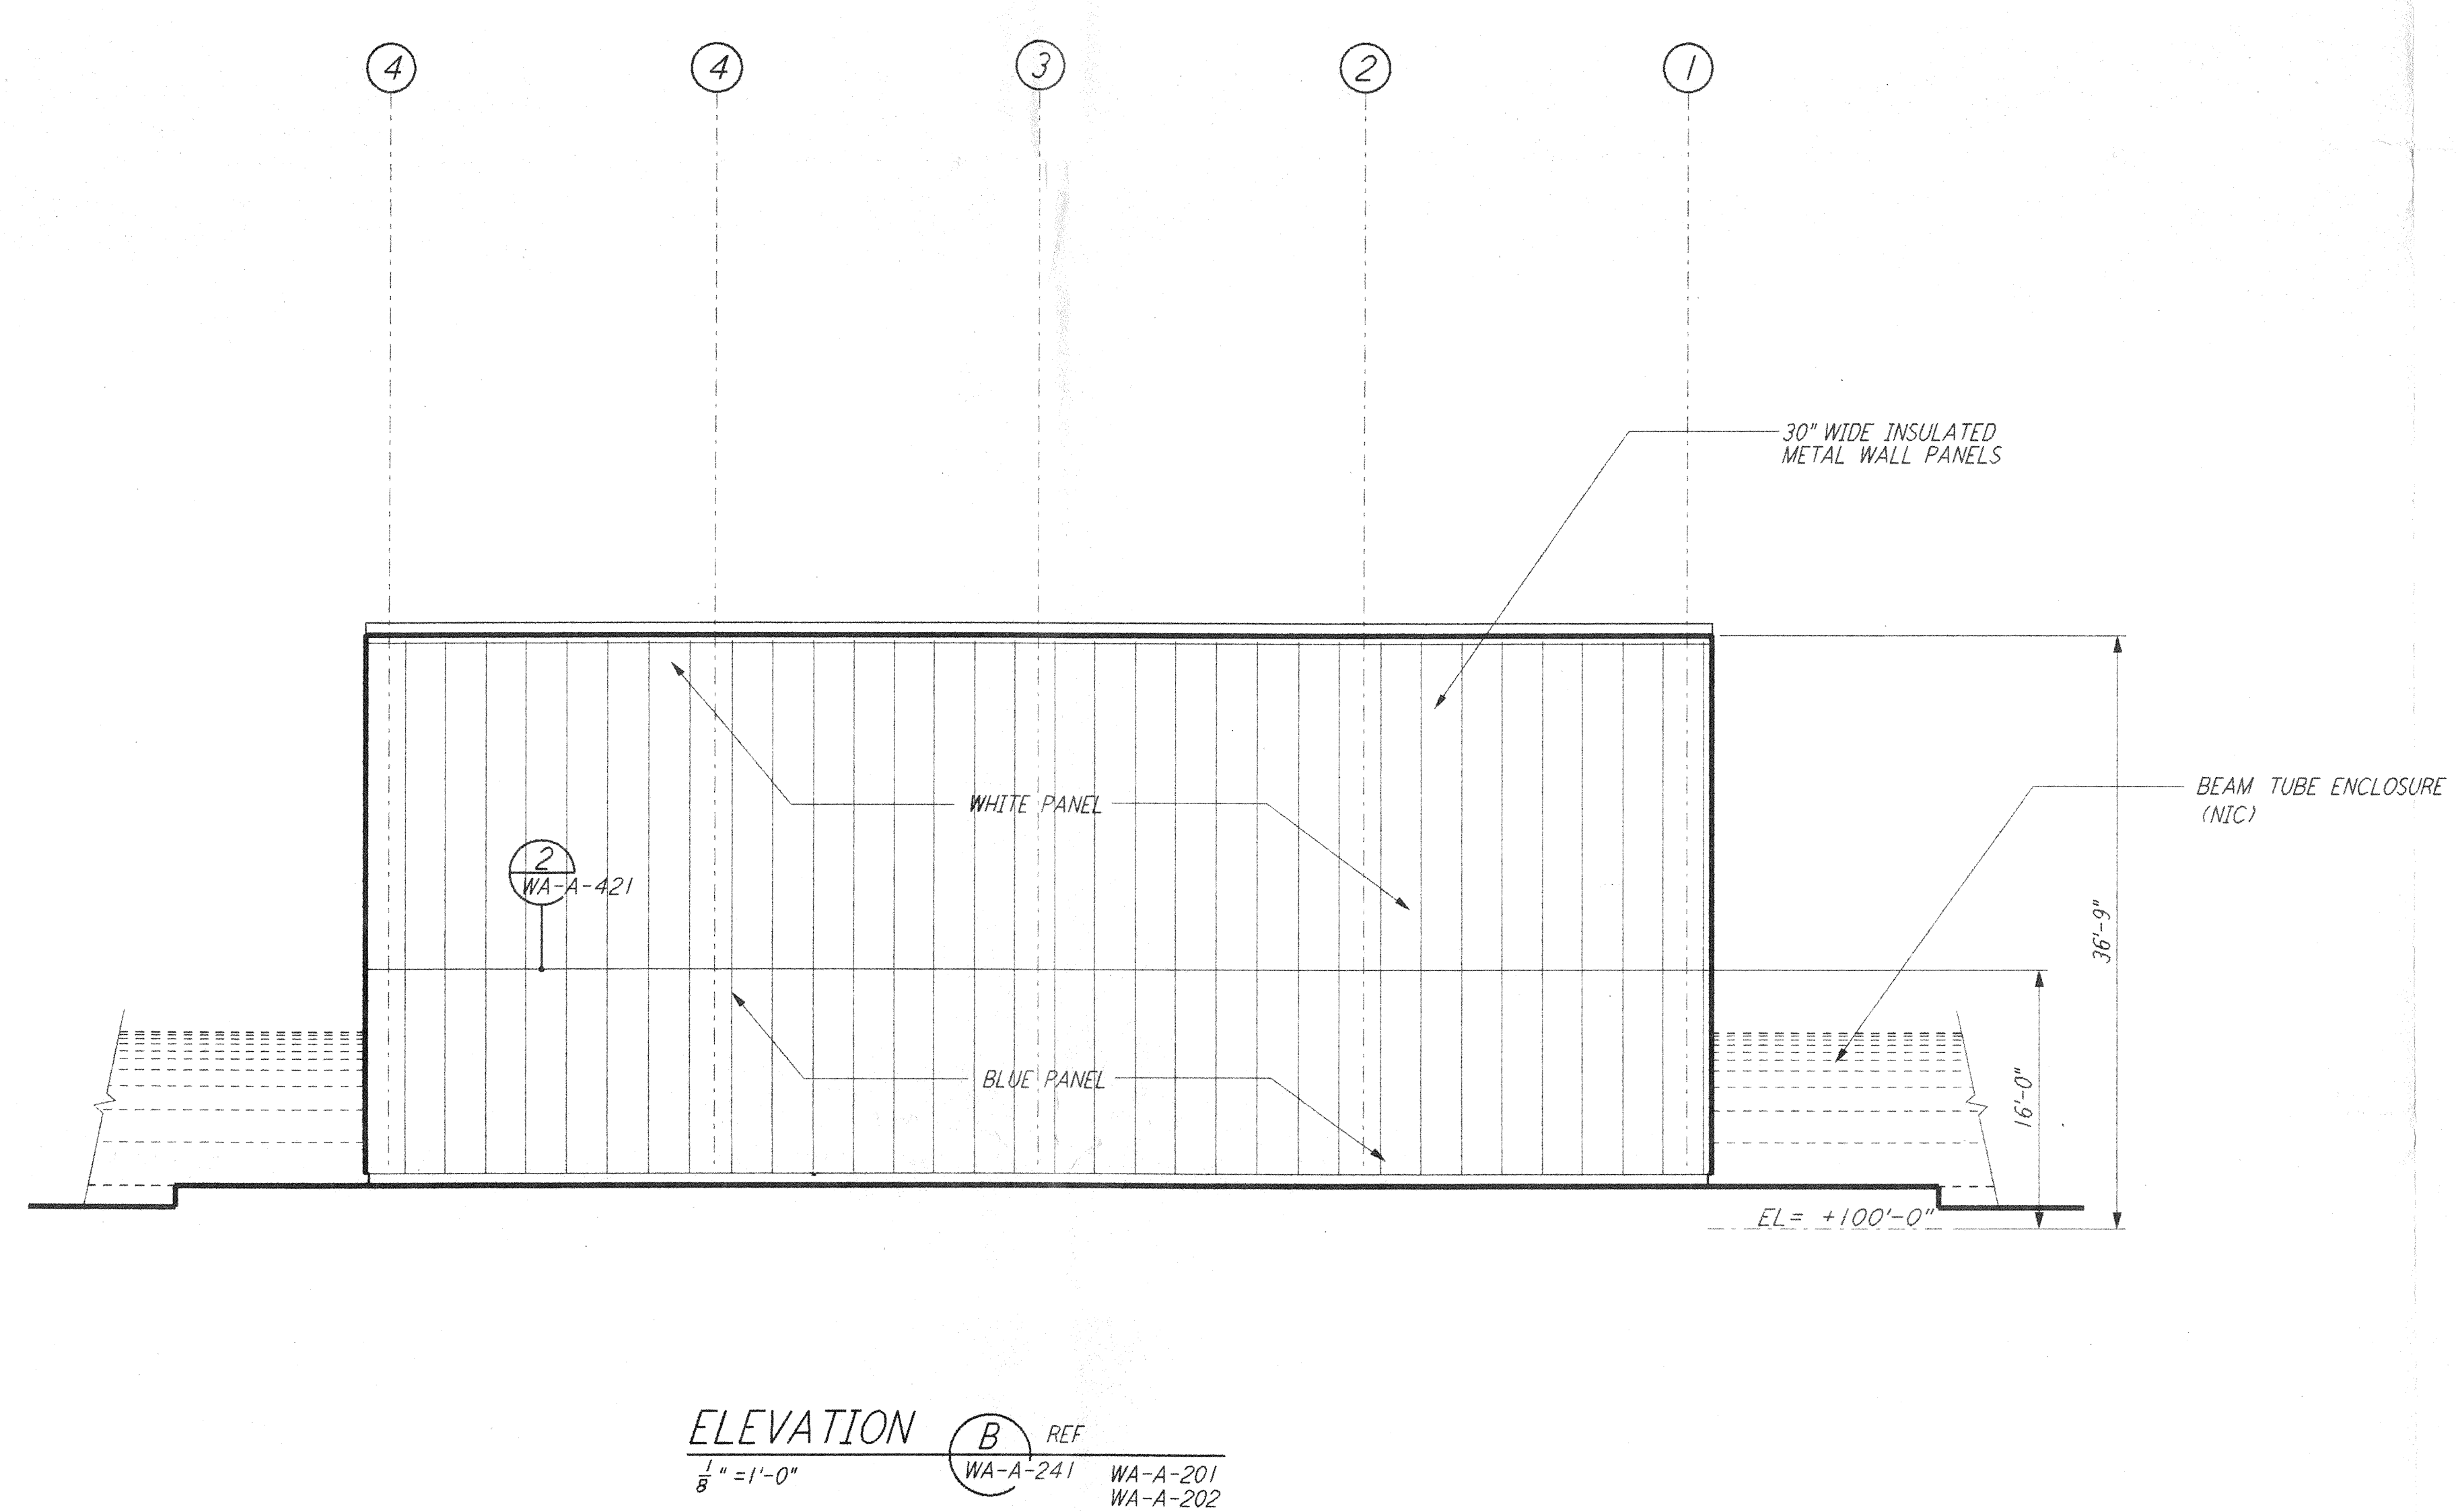 4 4 3 2 1
30" WIDE INSULATED
METAL WALL PANELS
BEAM TUBE ENCLOSURE
(NIC)
WHITE PANEL
2
WA-A-421
36'-9"
BLUE PANEL
16'-0"
EL= +100'-0"
ELEVATION B REF
1/8" =1'-0" WA-A-241 WA-A-201
WA-A-202